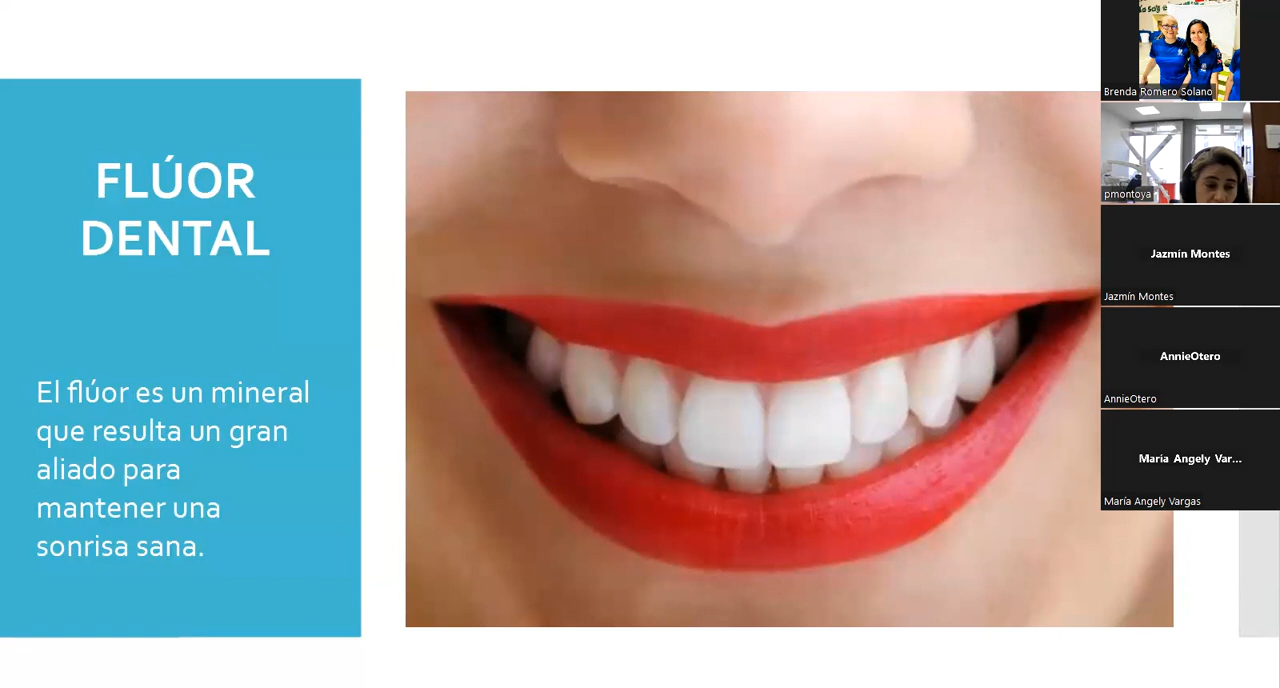 FLÚOR
DENTAL
El flúor es un mineral
que resulta un gran
aliado para
mantener una
sonrisa sana.
Brenda Romero Solano
pmontoya
Jazmín Montes
Jazmín Montes
AnnieOtero
AnnieOtero
María Angely Var...
María Angely Vargas